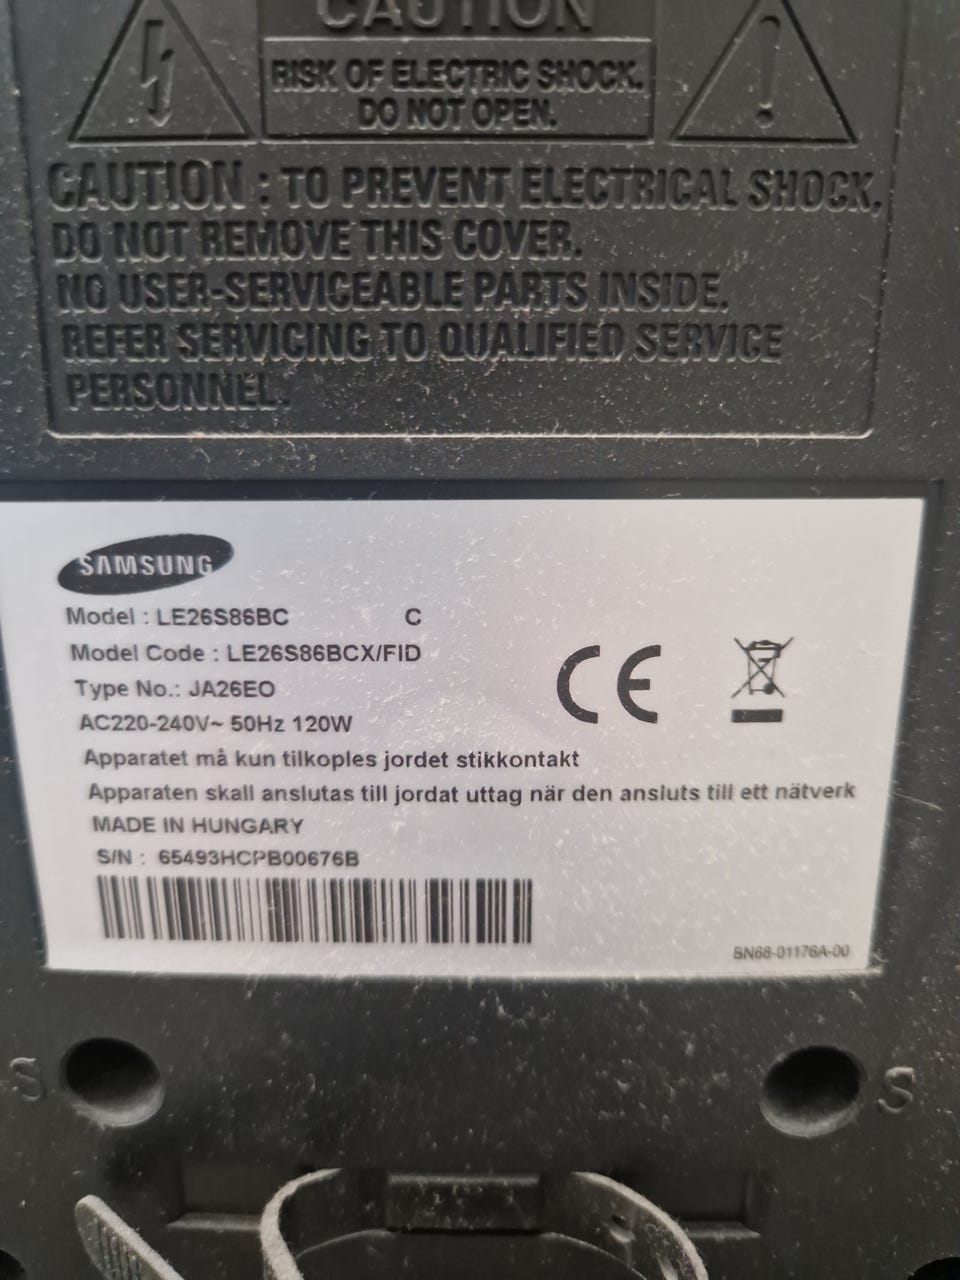 CAUTION
RISK OF ELECTRIC SHOCK.
DO NOT OPEN.
CAUTION : TO PREVENT ELECTRICAL SHOCK,
DO NOT REMOVE THIS COVER.
NO USER-SERVICEABLE PARTS INSIDE.
REFER SERVICING TO QUALIFIED SERVICE
PERSONNEL.
SAMSUNG
Model : LE26S86BC C
Model Code : LE26S86BCX/FID
Type No.: JA26EO
AC220-240V~ 50Hz 120W
CE
Apparatet må kun tilkoples jordet stikkontakt
Apparaten skall anslutas till jordat uttag när den ansluts till ett nätverk
MADE IN HUNGARY
S/N : 65493HCPB00676B
BN68-01176A-00
S S